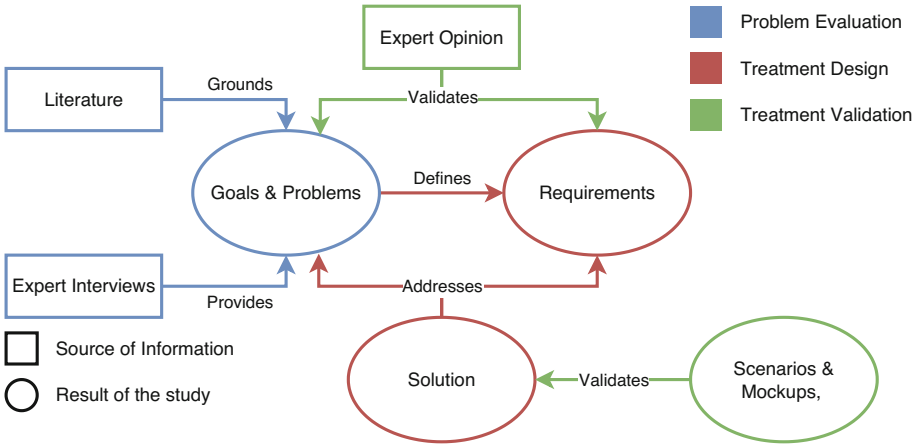 Expert Opinion
Problem Evaluation
Treatment Design
Treatment Validation
Literature
Grounds
Validates
Goals & Problems
Defines
Requirements
Expert Interviews
Provides
Addresses
Source of Information
Result of the study
Solution
Validates
Scenarios &
Mockups,